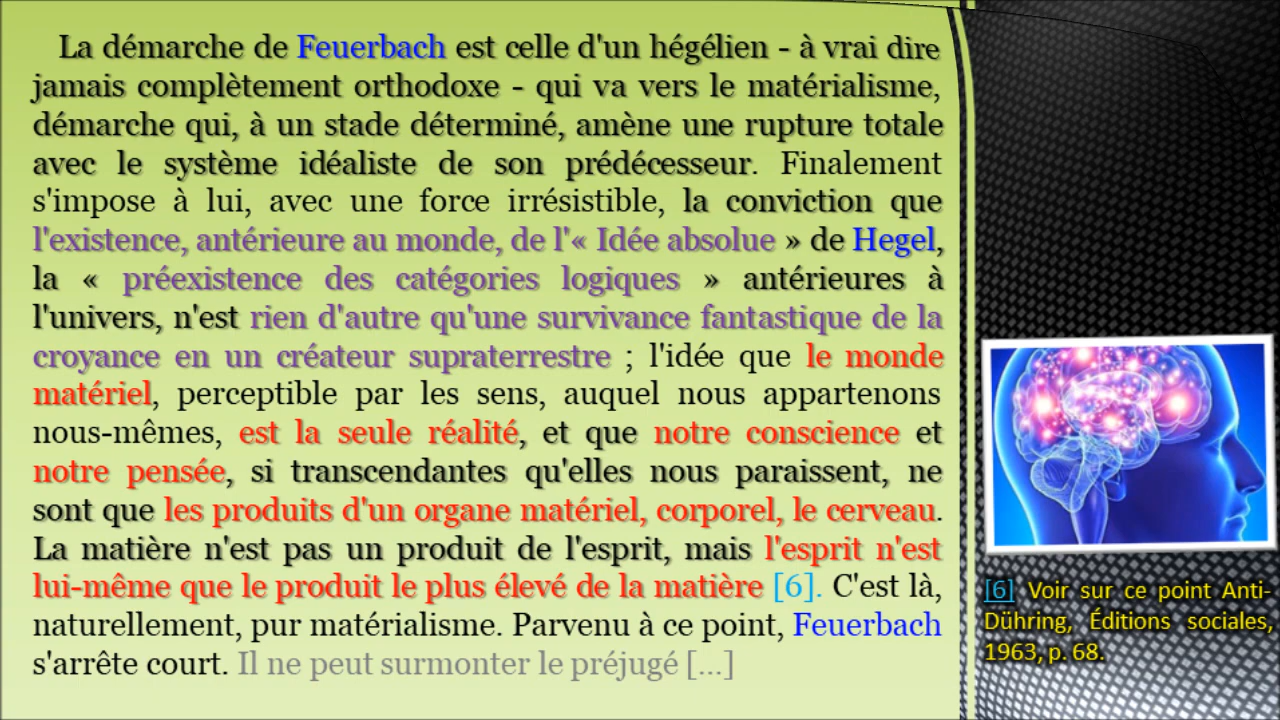 La démarche de Feuerbach est celle d'un hégélien - à vrai dire
jamais complètement orthodoxe - qui va vers le matérialisme,
démarche qui, à un stade déterminé, amène une rupture totale
avec le système idéaliste de son prédécesseur. Finalement
s'impose à lui, avec une force irrésistible, la conviction que
l'existence, antérieure au monde, de l'« Idée absolue » de Hegel,
la « préexistence des catégories logiques » antérieures à
l'univers, n'est rien d'autre qu'une survivance fantastique de la
croyance en un créateur supraterrestre ; l'idée que le monde
matériel, perceptible par les sens, auquel nous appartenons
nous-mêmes, est la seule réalité, et que notre conscience et
notre pensée, si transcendantes qu'elles nous paraissent, ne
sont que les produits d'un organe matériel, corporel, le cerveau.
La matière n'est pas un produit de l'esprit, mais l'esprit n'est
lui-même que le produit le plus élevé de la matière [6]. C'est là,
naturellement, pur matérialisme. Parvenu à ce point, Feuerbach
s'arrête court. Il ne peut surmonter le préjugé [...]
[6] Voir sur ce point Anti-
Dühring, Éditions sociales,
1963, p. 68.